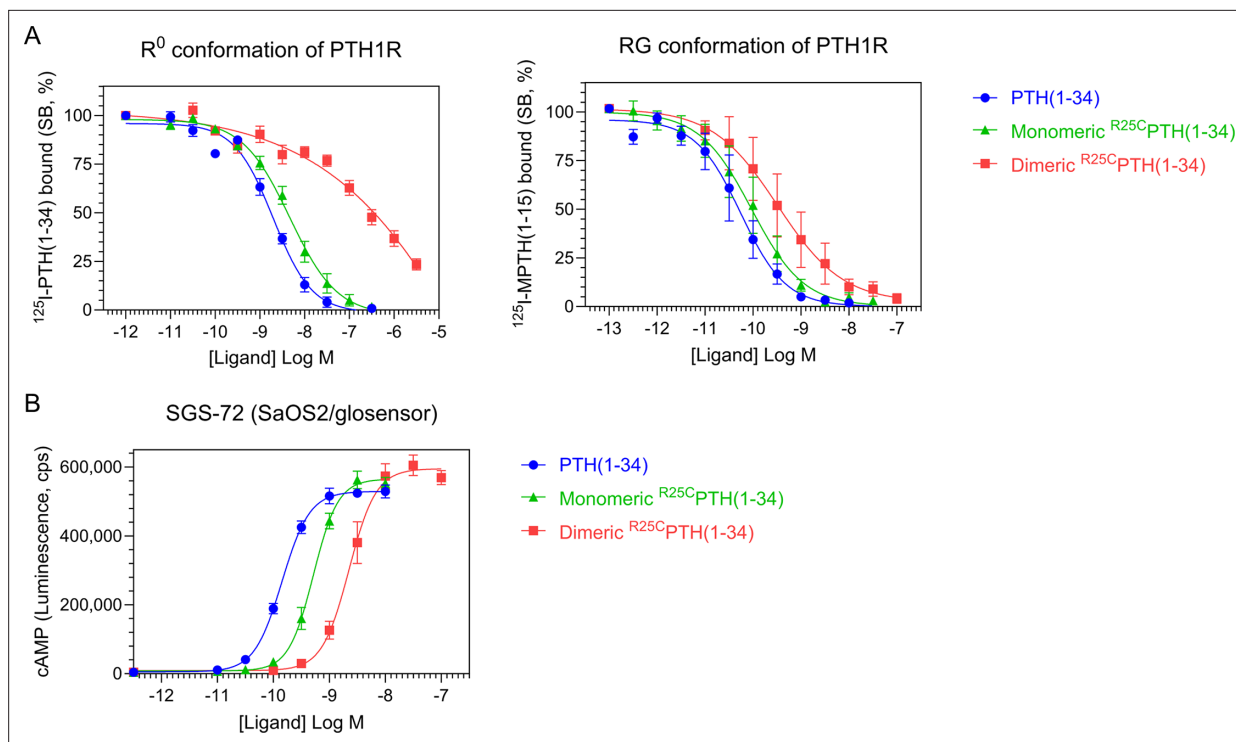 A
R⁰ conformation of PTH1R
¹²⁵I-PTH(1-34) bound (SB, %)
100
75
50
25
0
-12 -11 -10 -9 -8 -7 -6 -5
[Ligand] Log M
RG conformation of PTH1R
¹²⁵I-MPTH(1-15) bound (SB, %)
100
75
50
25
0
-13 -12 -11 -10 -9 -8 -7
[Ligand] Log M
PTH(1-34)
Monomeric ᴿ²⁵ᶜPTH(1-34)
Dimeric ᴿ²⁵ᶜPTH(1-34)
B
SGS-72 (SaOS2/glosensor)
cAMP (Luminescence, cps)
600,000
400,000
200,000
0
-12 -11 -10 -9 -8 -7
[Ligand] Log M
PTH(1-34)
Monomeric ᴿ²⁵ᶜPTH(1-34)
Dimeric ᴿ²⁵ᶜPTH(1-34)